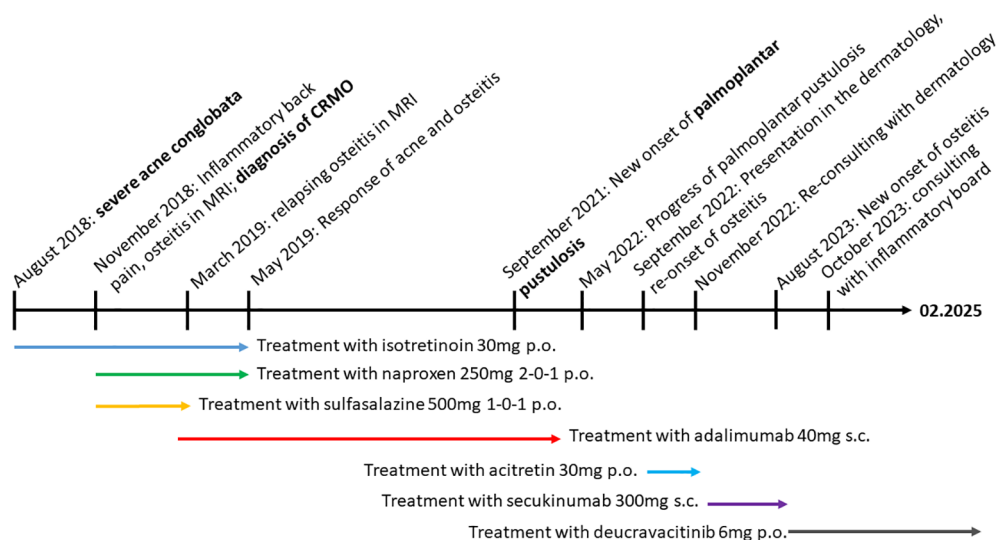 August 2018: severe acne conglobata
November 2018: Inflammatory back
pain, osteitis in MRI; diagnosis of CRMO
March 2019: relapsing osteitis in MRI
May 2019: Response of acne and osteitis
September 2021: New onset of palmoplantar
pustulosis
May 2022: Progress of palmoplantar pustulosis
September 2022: Presentation in the dermatology,
re-onset of osteitis
November 2022: Re-consulting with dermatology
August 2023: New onset of osteitis
October 2023: consulting
with inflammatory board
02.2025
Treatment with isotretinoin 30mg p.o.
Treatment with naproxen 250mg 2-0-1 p.o.
Treatment with sulfasalazine 500mg 1-0-1 p.o.
Treatment with adalimumab 40mg s.c.
Treatment with acitretin 30mg p.o.
Treatment with secukinumab 300mg s.c.
Treatment with deucravacitinib 6mg p.o.